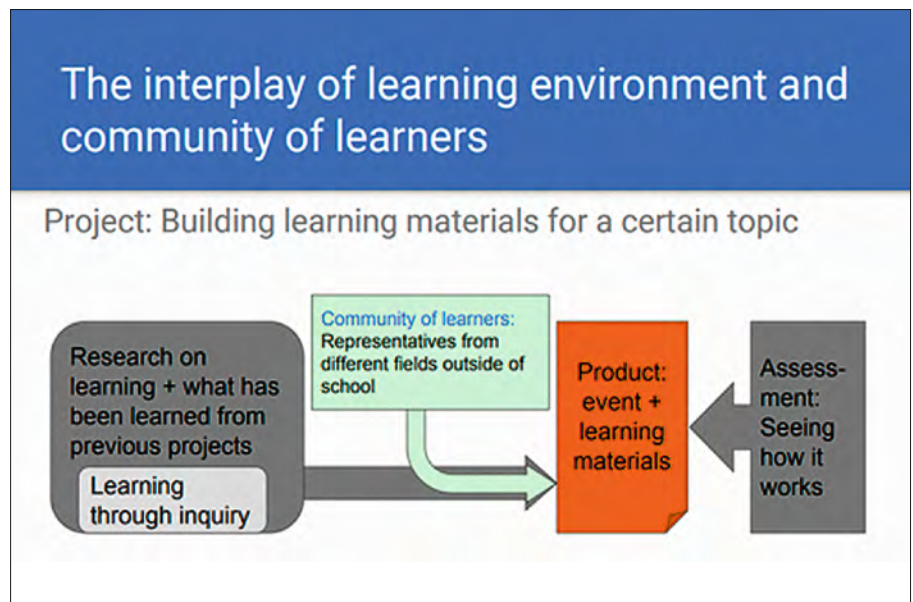 The interplay of learning environment and
community of learners
Project: Building learning materials for a certain topic
Research on
learning + what has
been learned from
previous projects
Learning
through inquiry
Community of learners:
Representatives from
different fields outside of
school
Product:
event +
learning
materials
Assess-
ment:
Seeing
how it
works